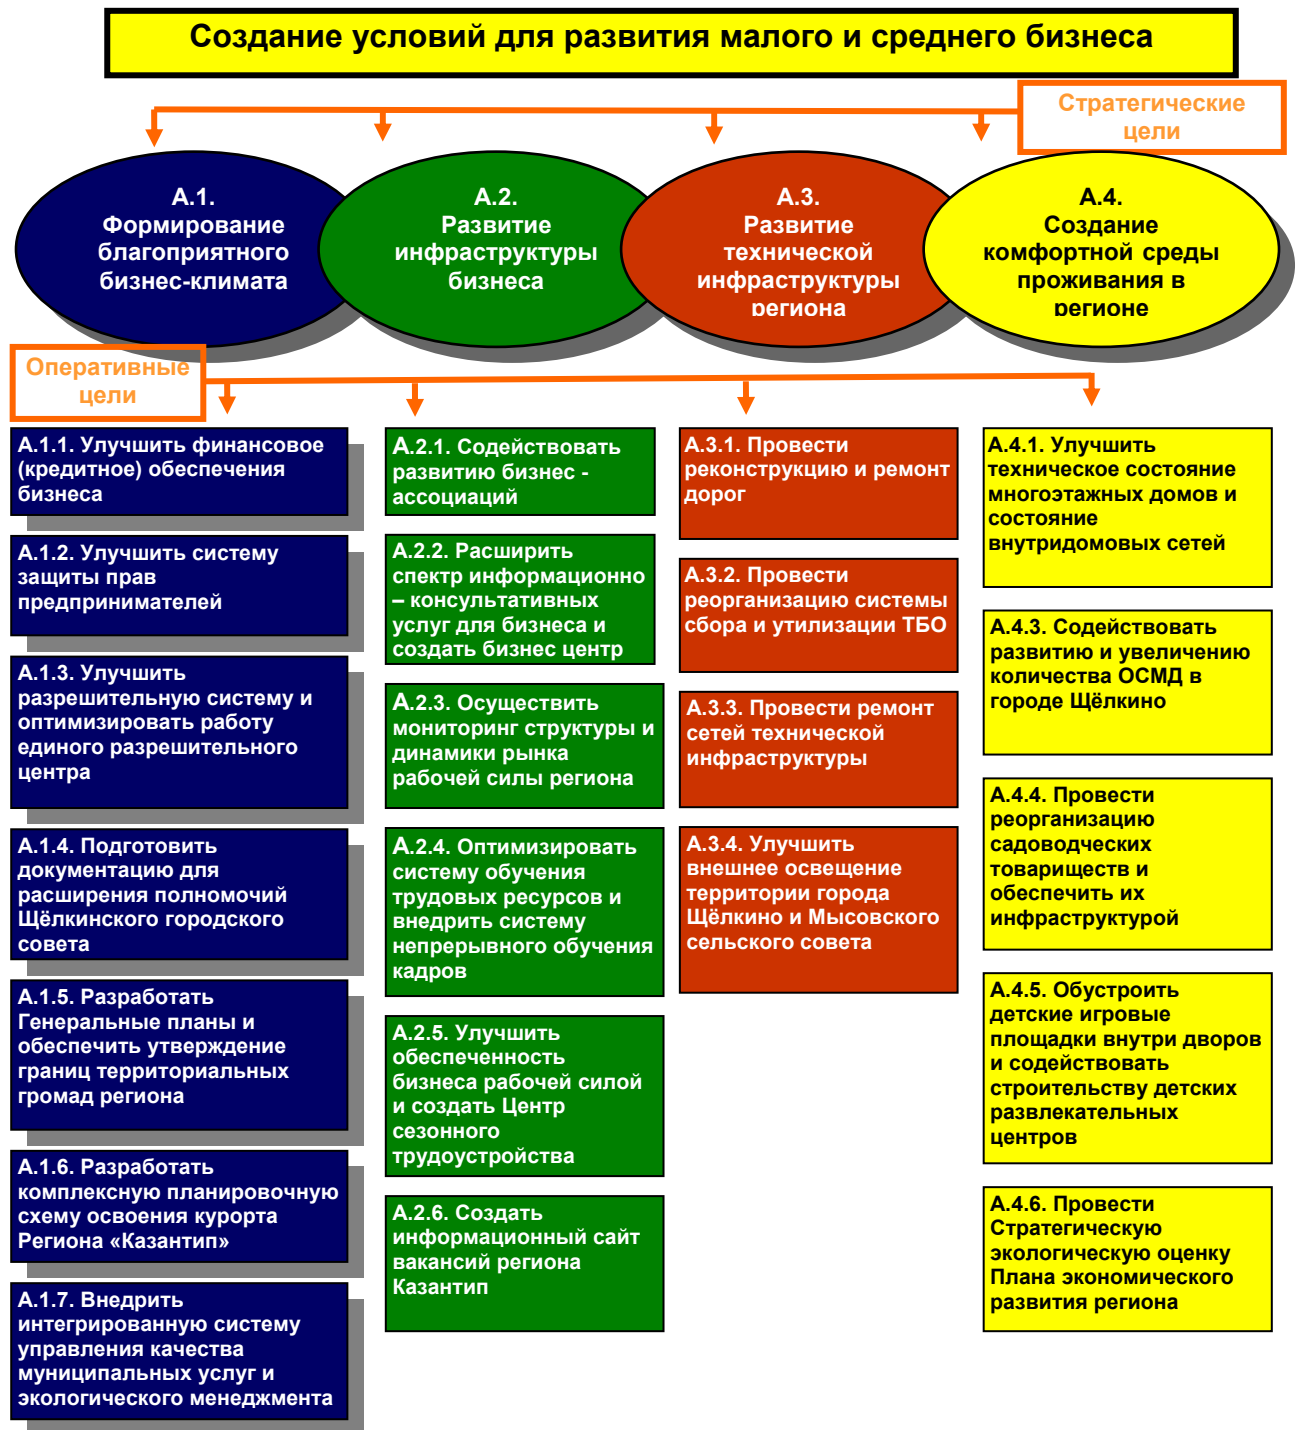 Создание условий для развития малого и среднего бизнеса
Стратегические
цели
А.1.
Формирование
благоприятного
бизнес-климата
А.2.
Развитие
инфраструктуры
бизнеса
А.3.
Развитие
технической
инфраструктуры
региона
А.4.
Создание
комфортной среды
проживания в
регионе
Оперативные
цели
А.1.1. Улучшить финансовое
(кредитное) обеспечения
бизнеса
А.1.2. Улучшить систему
защиты прав
предпринимателей
А.1.3. Улучшить
разрешительную систему и
оптимизировать работу
единого разрешительного
центра
А.1.4. Подготовить
документацию для
расширения полномочий
Щёлкинского городского
совета
А.1.5. Разработать
Генеральные планы и
обеспечить утверждение
границ территориальных
громад региона
А.1.6. Разработать
комплексную планировочную
схему освоения курорта
Региона «Казантип»
А.1.7. Внедрить
интегрированную систему
управления качества
муниципальных услуг и
экологического менеджмента
А.2.1. Содействовать
развитию бизнес -
ассоциаций
А.2.2. Расширить
спектр информационно
– консультативных
услуг для бизнеса и
создать бизнес центр
А.2.3. Осуществить
мониторинг структуры и
динамики рынка
рабочей силы региона
А.2.4. Оптимизировать
систему обучения
трудовых ресурсов и
внедрить систему
непрерывного обучения
кадров
А.2.5. Улучшить
обеспеченность
бизнеса рабочей силой
и создать Центр
сезонного
трудоустройства
А.2.6. Создать
информационный сайт
вакансий региона
Казантип
А.3.1. Провести
реконструкцию и ремонт
дорог
А.3.2. Провести
реорганизацию системы
сбора и утилизации ТБО
А.3.3. Провести ремонт
сетей технической
инфраструктуры
А.3.4. Улучшить
внешнее освещение
территории города
Щёлкино и Мысовского
сельского совета
А.4.1. Улучшить
техническое состояние
многоэтажных домов и
состояние
внутридомовых сетей
А.4.3. Содействовать
развитию и увеличению
количества ОСМД в
городе Щёлкино
А.4.4. Провести
реорганизацию
садоводческих
товариществ и
обеспечить их
инфраструктурой
А.4.5. Обустроить
детские игровые
площадки внутри дворов
и содействовать
строительству детских
развлекательных
центров
А.4.6. Провести
Стратегическую
экологическую оценку
Плана экономического
развития региона